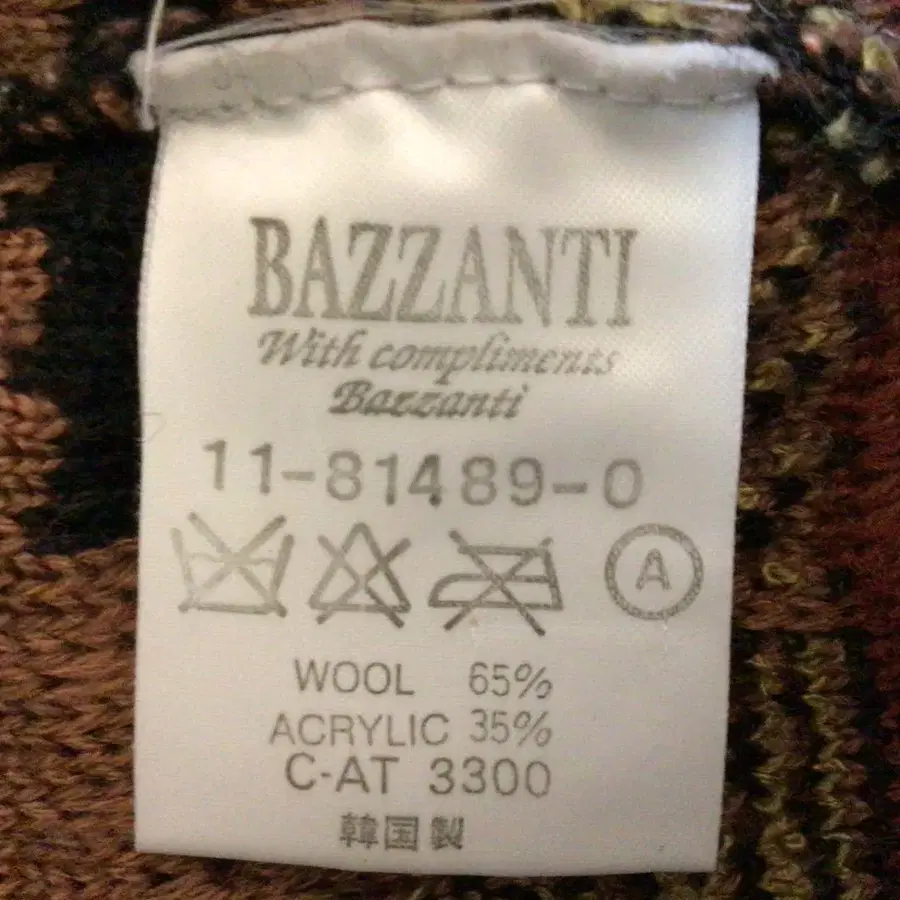 BAZZANTI
With compliments
Bazzanti
11-81489-0
A
WOOL 65%
ACRYLIC 35%
C-AT 3300
韓国製